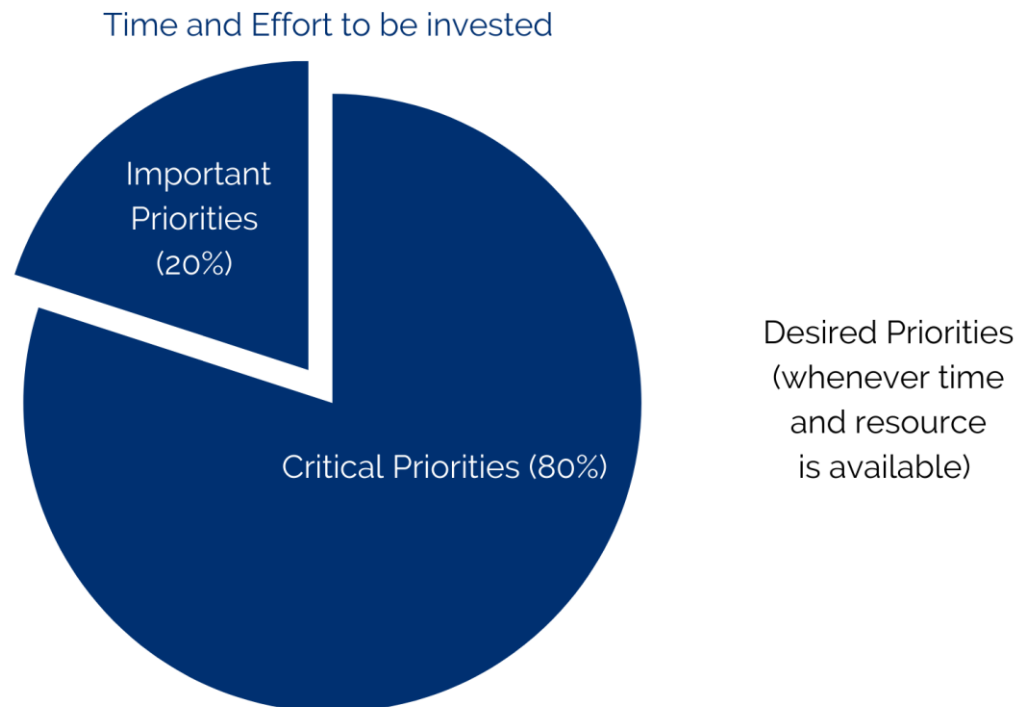 Time and Effort to be invested
Important
Priorities
(20%)
Desired Priorities
(whenever time
and resource
is available)
Critical Priorities (80%)